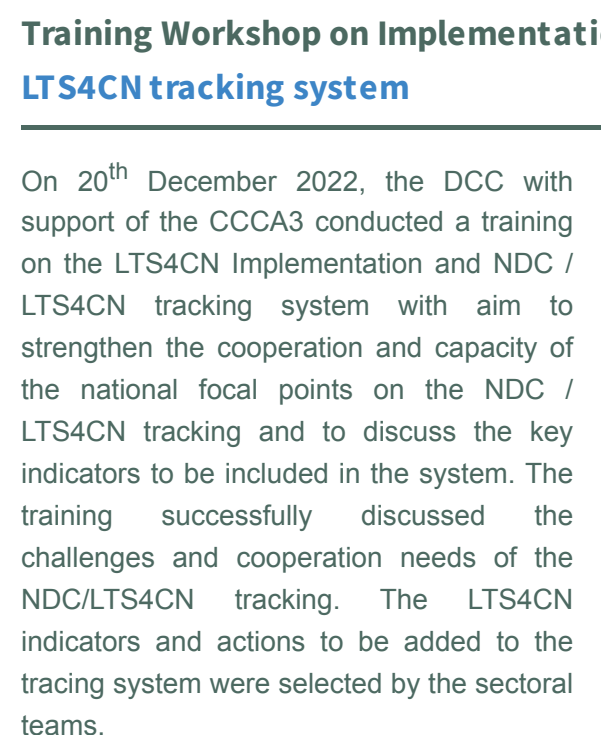 Training Workshop on Implementati
LTS4CN tracking system
On 20th December 2022, the DCC with
support of the CCCA3 conducted a training
on the LTS4CN Implementation and NDC /
LTS4CN tracking system with aim to
strengthen the cooperation and capacity of
the national focal points on the NDC /
LTS4CN tracking and to discuss the key
indicators to be included in the system. The
training successfully discussed the
challenges and cooperation needs of the
NDC/LTS4CN tracking. The LTS4CN
indicators and actions to be added to the
tracing system were selected by the sectoral
teams.